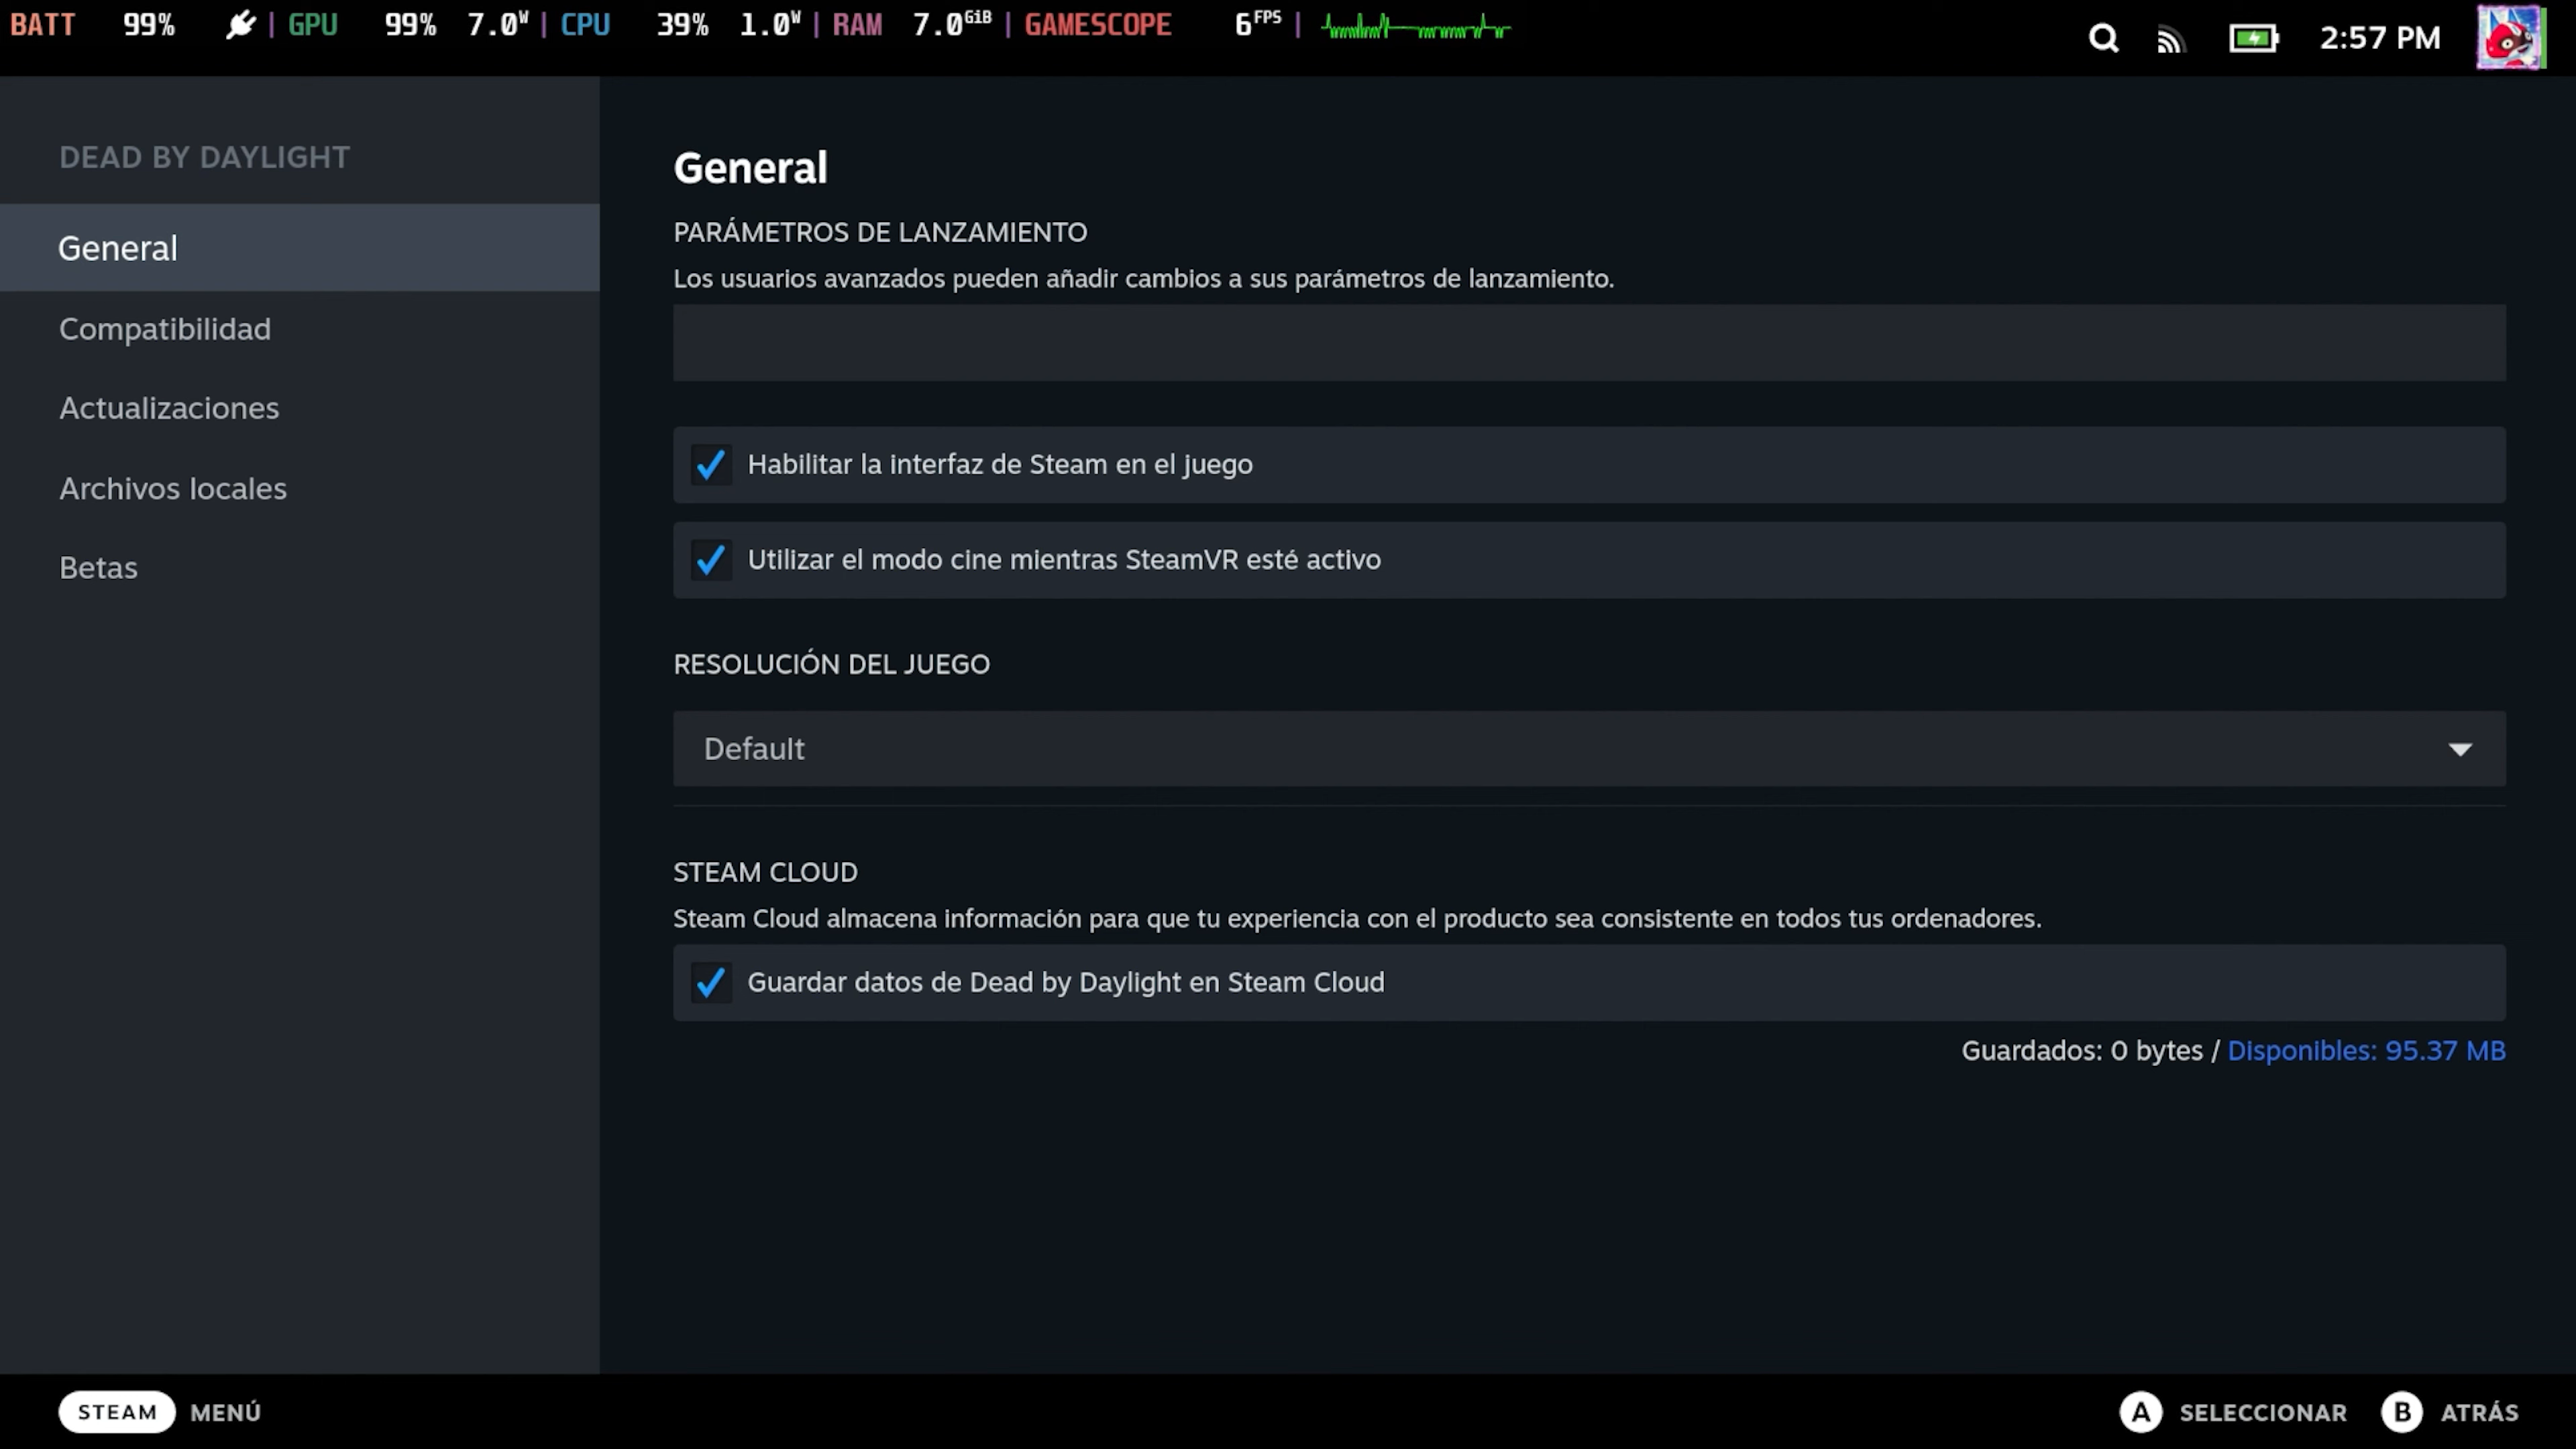 BATT 99% | GPU 99% 7.0W | CPU 39% 1.0W | RAM 7.0GiB | GAMESCOPE 6FPS |
2:57 PM
DEAD BY DAYLIGHT
General
Compatibilidad
Actualizaciones
Archivos locales
Betas
General
PARÁMETROS DE LANZAMIENTO
Los usuarios avanzados pueden añadir cambios a sus parámetros de lanzamiento.
Habilitar la interfaz de Steam en el juego
Utilizar el modo cine mientras SteamVR esté activo
RESOLUCIÓN DEL JUEGO
Default
STEAM CLOUD
Steam Cloud almacena información para que tu experiencia con el producto sea consistente en todos tus ordenadores.
Guardar datos de Dead by Daylight en Steam Cloud
Guardados: 0 bytes / Disponibles: 95.37 MB
STEAM MENÚ
A SELECCIONAR B ATRÁS